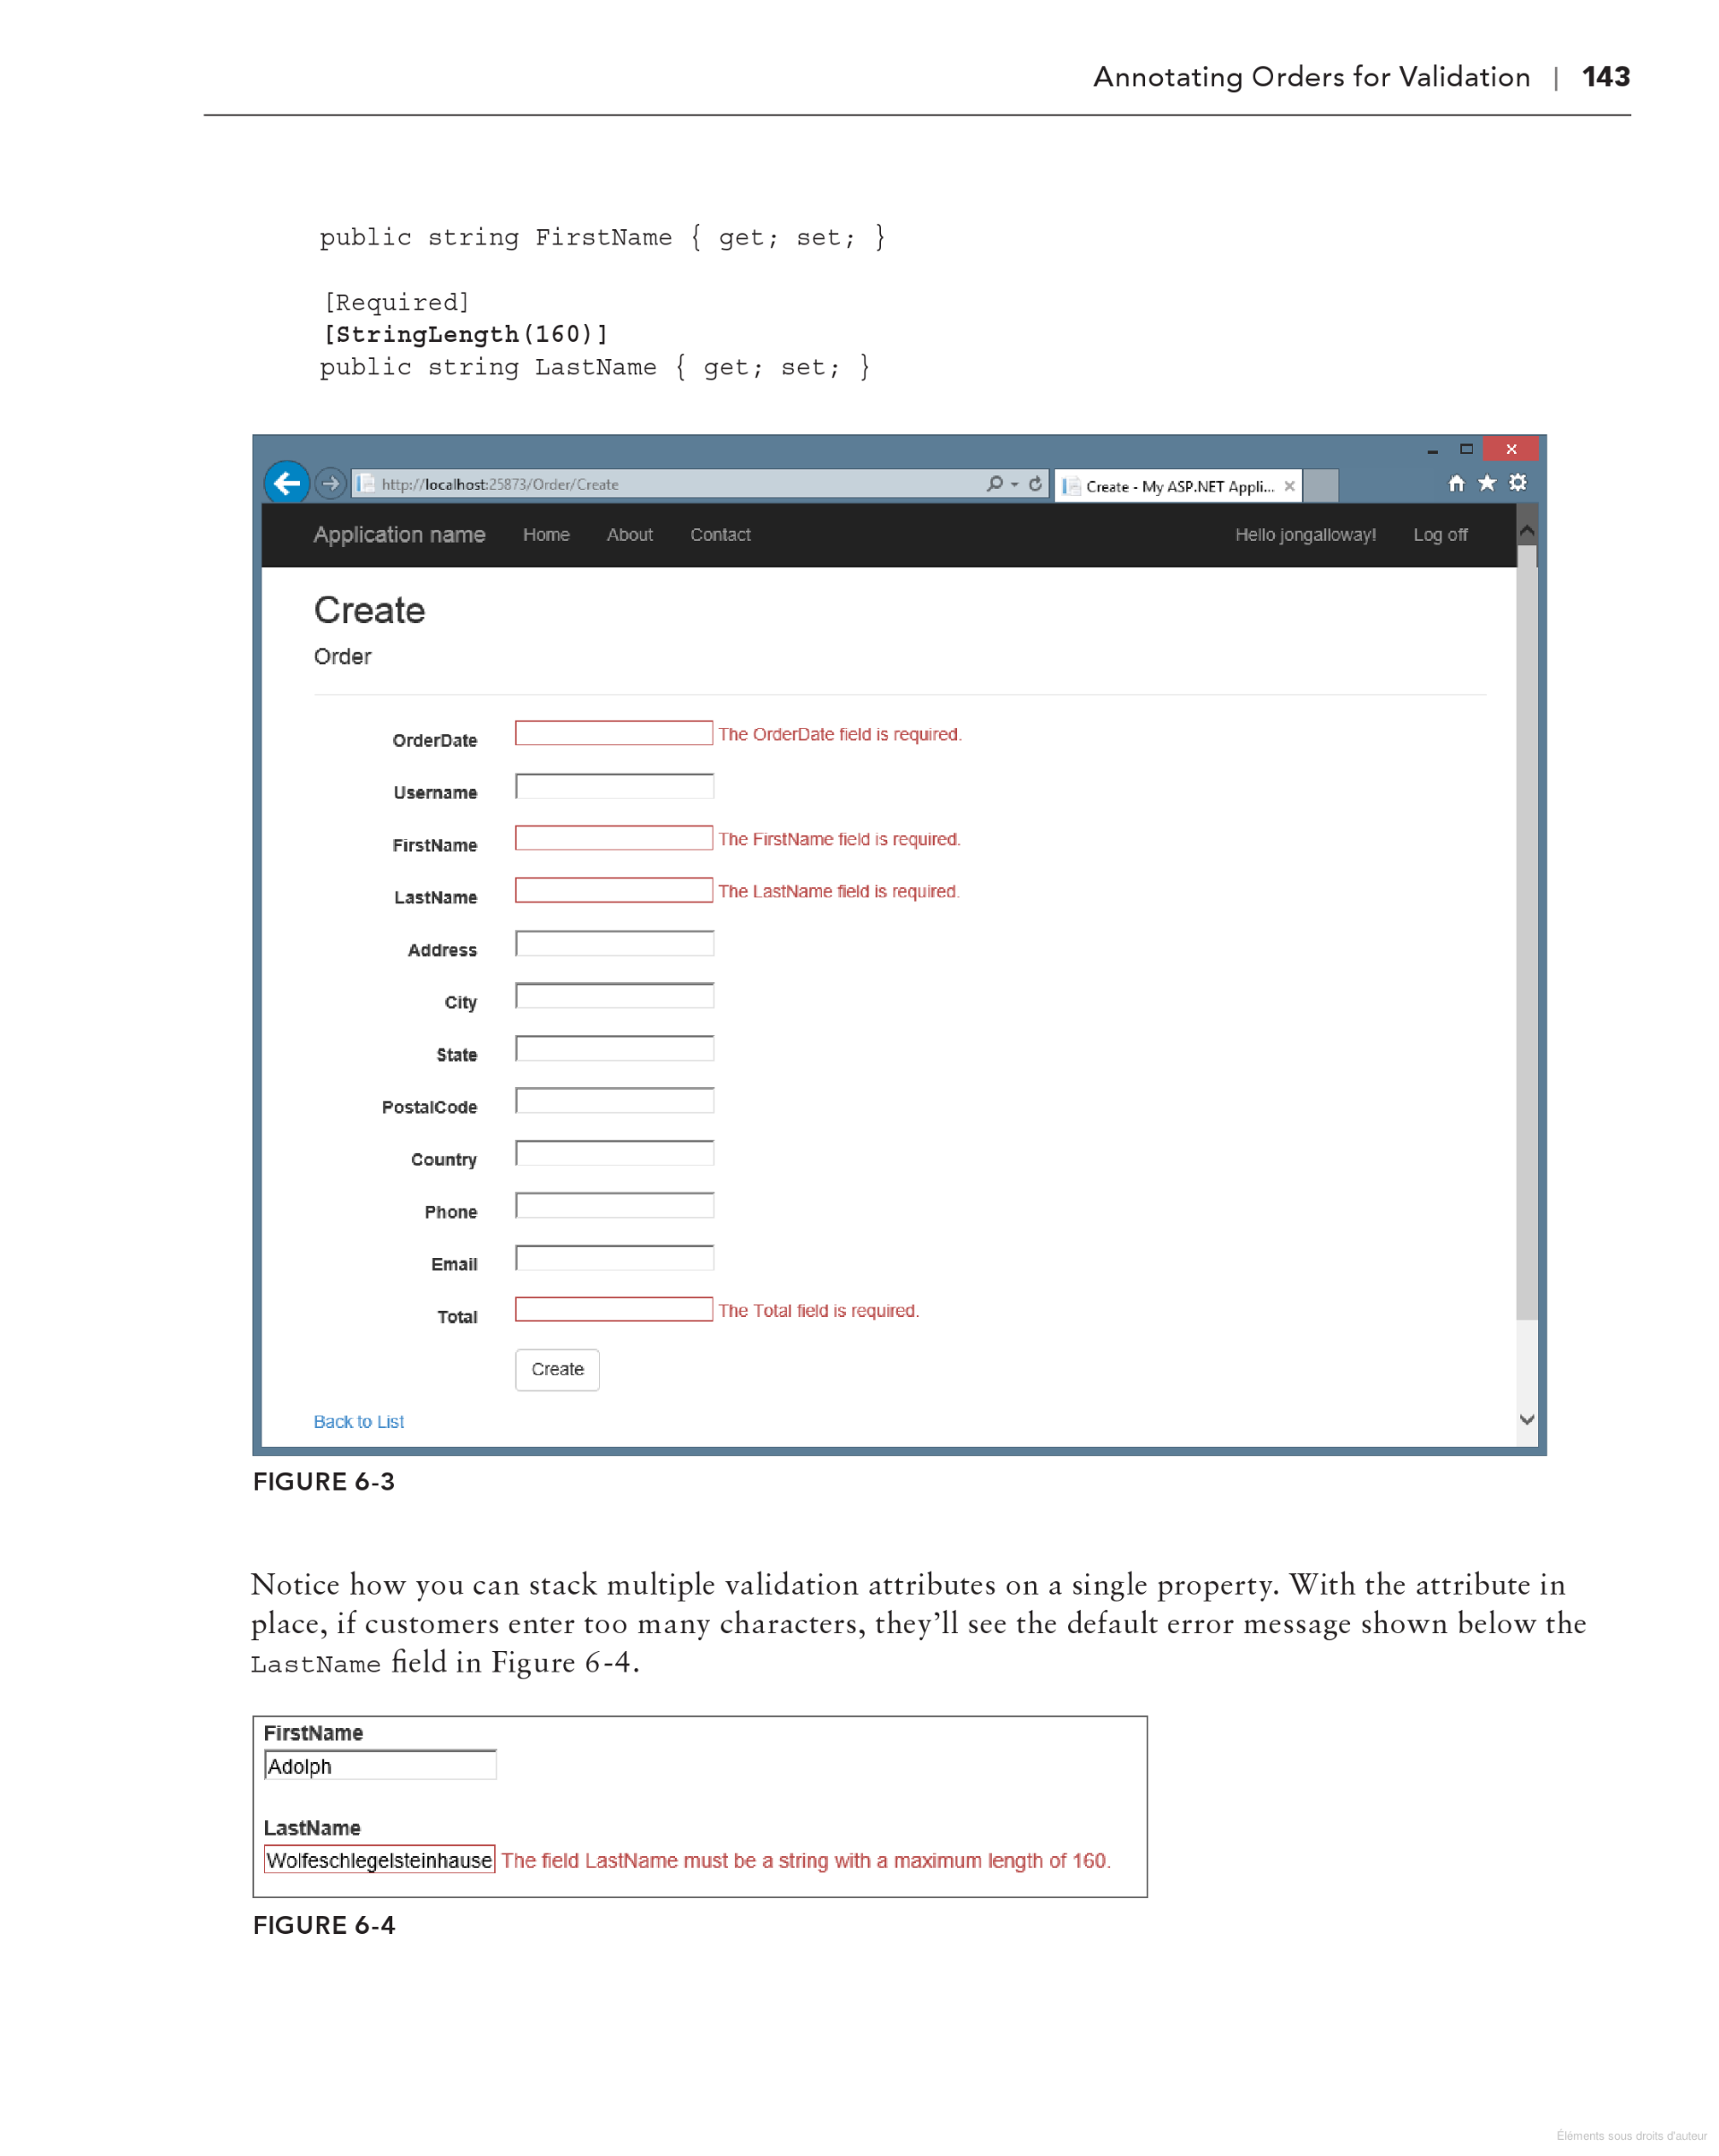 Annotating Orders for Validation | 143
public string FirstName { get; set; }
[Required]
[StringLength(160)]
public string LastName { get; set; }
http://localhost:25873/Order/Create
Create - My ASP.NET Appli...
Application name Home About Contact Hello jongalloway! Log off
Create
Order
OrderDate The OrderDate field is required.
Username
FirstName The FirstName field is required.
LastName The LastName field is required.
Address
City
State
PostalCode
Country
Phone
Email
Total The Total field is required.
Create
Back to List
FIGURE 6-3
Notice how you can stack multiple validation attributes on a single property. With the attribute in
place, if customers enter too many characters, they’ll see the default error message shown below the
LastName field in Figure 6-4.
FirstName
Adolph
LastName
Wolfeschlegelsteinhause The field LastName must be a string with a maximum length of 160.
FIGURE 6-4
Éléments sous droits d'auteur